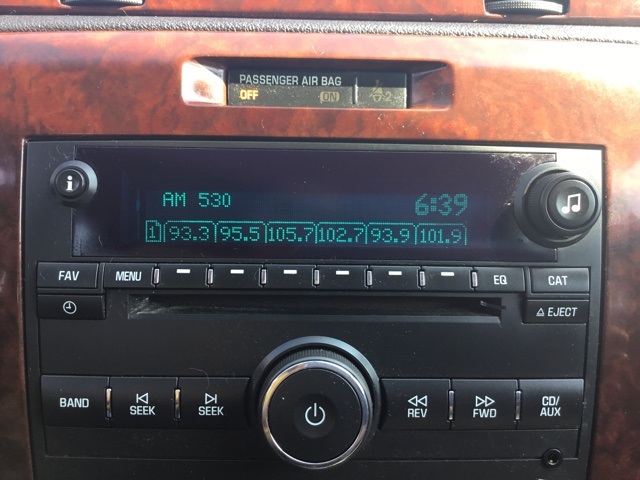 PASSENGER AIR BAG
OFF ON 2
i
AM 530 6:39
1 93.3 95.5 105.7 102.7 93.9 101.9
FAV MENU EQ CAT
EJECT
BAND SEEK SEEK REV FWD CD/
AUX